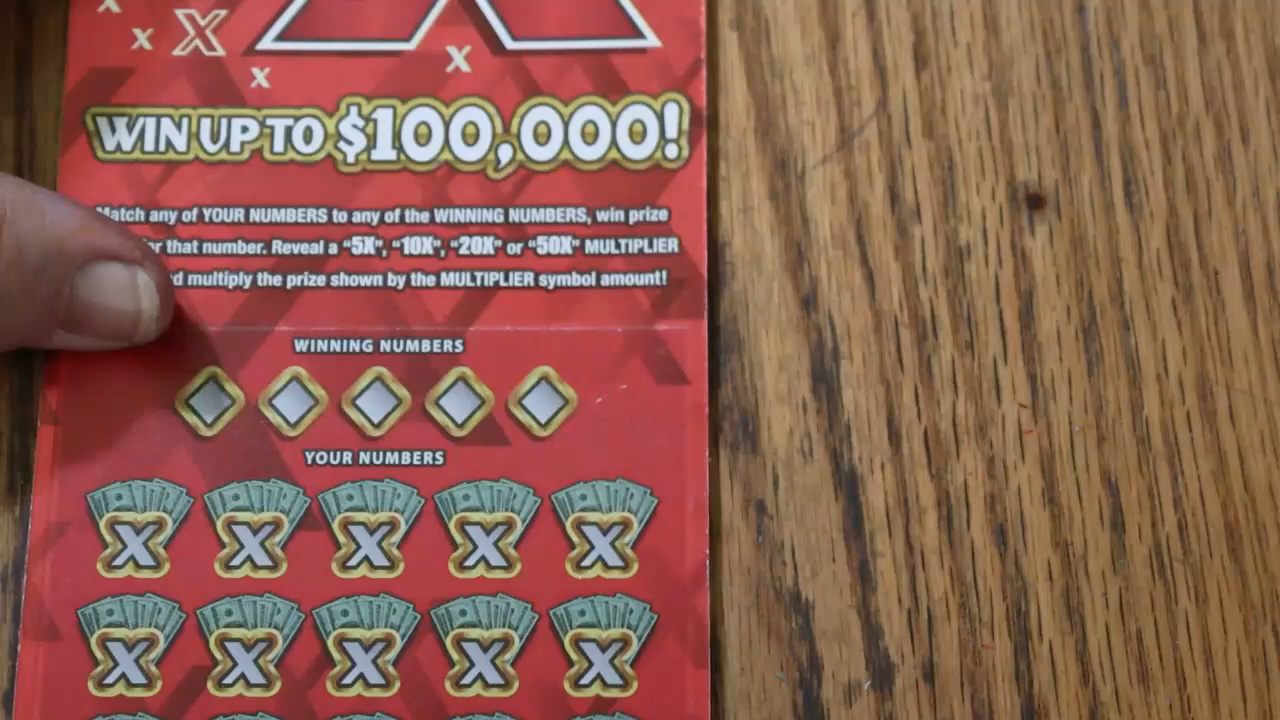 X
X X X
X
WIN UP TO $100,000!
Match any of YOUR NUMBERS to any of the WINNING NUMBERS, win prize
for that number. Reveal a "5X", "10X", "20X" or "50X" MULTIPLIER
multiply the prize shown by the MULTIPLIER symbol amount!
WINNING NUMBERS
YOUR NUMBERS
X X X X X
X X X X X